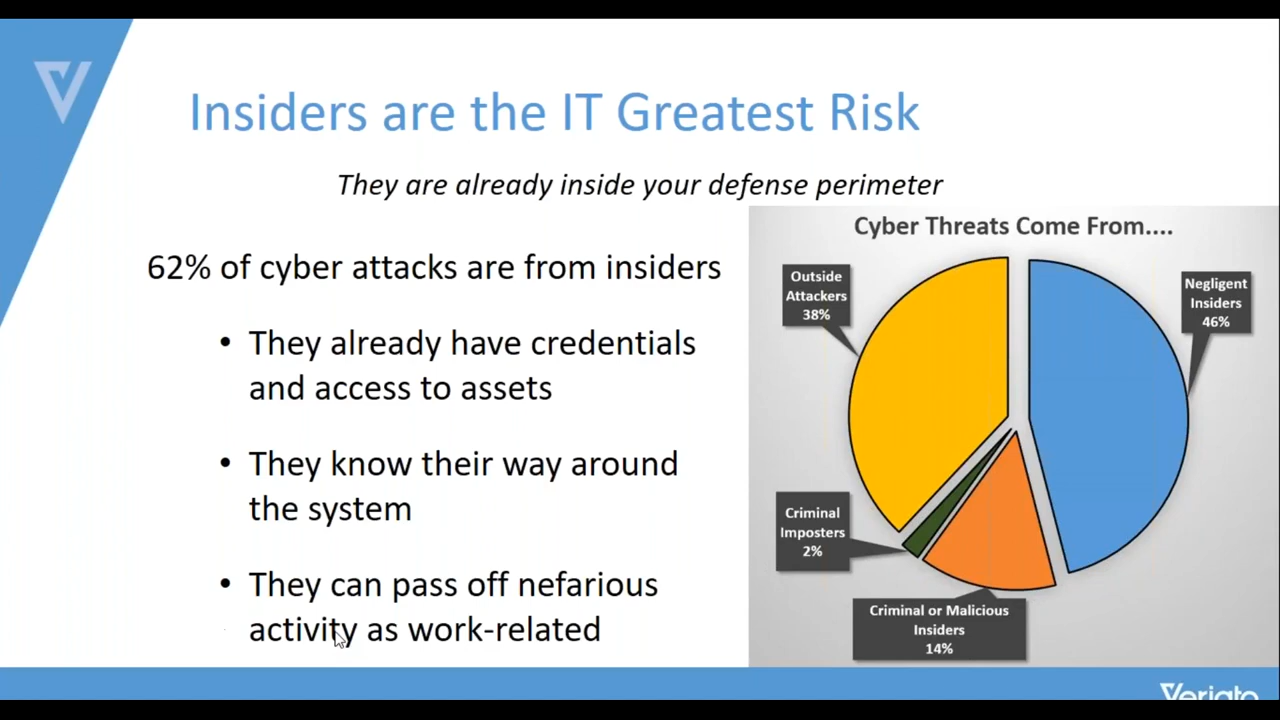 Insiders are the IT Greatest Risk
They are already inside your defense perimeter
62% of cyber attacks are from insiders
• They already have credentials
and access to assets
• They know their way around
the system
• They can pass off nefarious
activity as work-related
Cyber Threats Come From....
Outside
Attackers
38%
Negligent
Insiders
46%
Criminal
Imposters
2%
Criminal or Malicious
Insiders
14%
Veriato